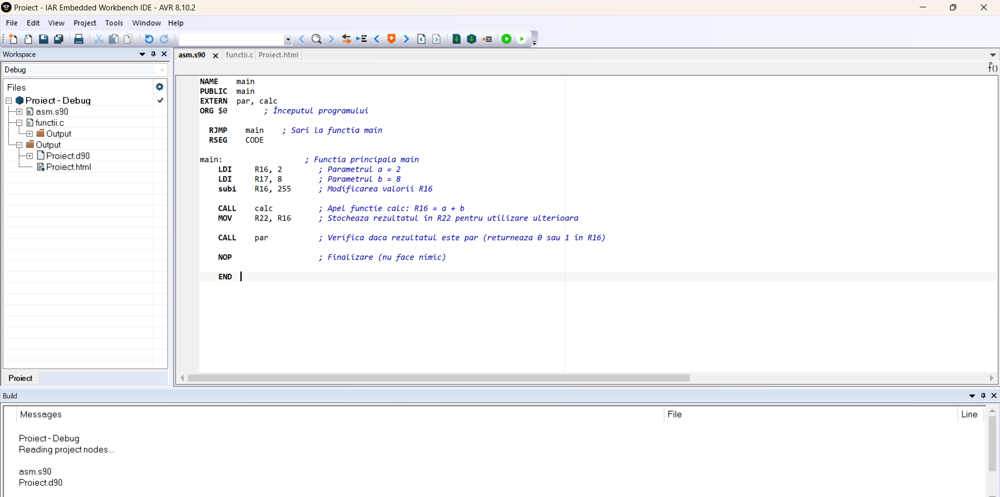 Proiect - IAR Embedded Workbench IDE - AVR 8.10.2
File Edit View Project Tools Window Help
Workspace
Debug
Files
Proiect - Debug
asm.s90
functii.c
Output
Output
Proiect.d90
Proiect.html
Proiect
asm.s90 functii.c Proiect.html
f()
NAME main
PUBLIC main
EXTERN par, calc
ORG $0 ; Începutul programului
RJMP main ; Sari la functia main
RSEG CODE
main: ; Functia principala main
LDI R16, 2 ; Parametrul a = 2
LDI R17, 8 ; Parametrul b = 8
subi R16, 255 ; Modificarea valorii R16
CALL calc ; Apel functie calc: R16 = a + b
MOV R22, R16 ; Stocheaza rezultatul în R22 pentru utilizare ulterioara
CALL par ; Verifica daca rezultatul este par (returneaza 0 sau 1 în R16)
NOP ; Finalizare (nu face nimic)
END
Build
Messages File Line
Proiect - Debug
Reading project nodes...
asm.s90
Proiect.d90